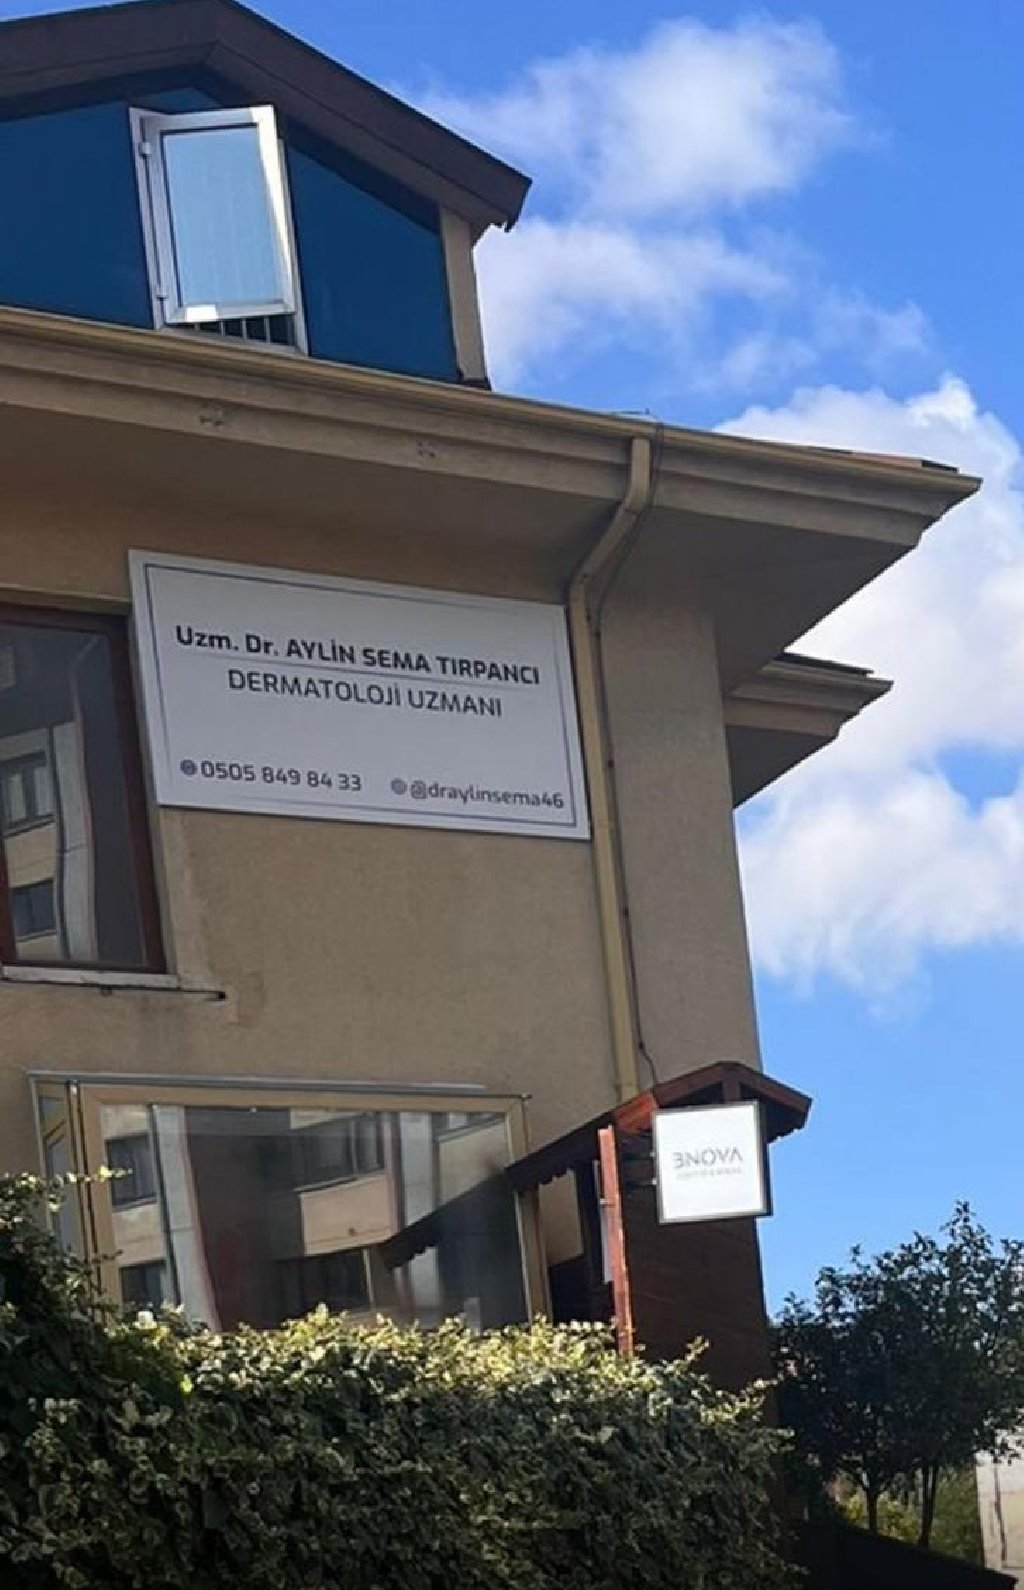 Uzm. Dr. AYLİN SEMA TIRPANCI
DERMATOLOJİ UZMANI
0505 849 84 33 @draylinsema46
3NOVA